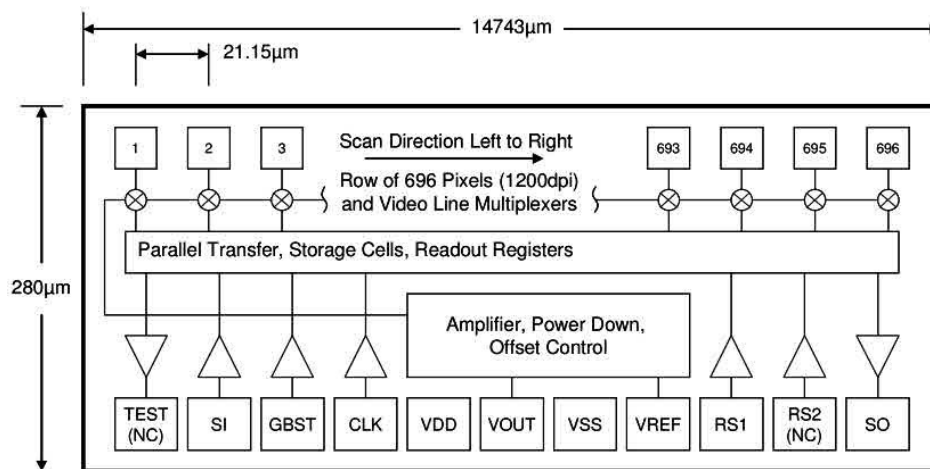 14743µm
21.15µm
1
2
3
Scan Direction Left to Right
693
694
695
696
Row of 696 Pixels (1200dpi)
and Video Line Multiplexers
Parallel Transfer, Storage Cells, Readout Registers
280µm
Amplifier, Power Down,
Offset Control
TEST
(NC)
SI
GBST
CLK
VDD
VOUT
VSS
VREF
RS1
RS2
(NC)
SO